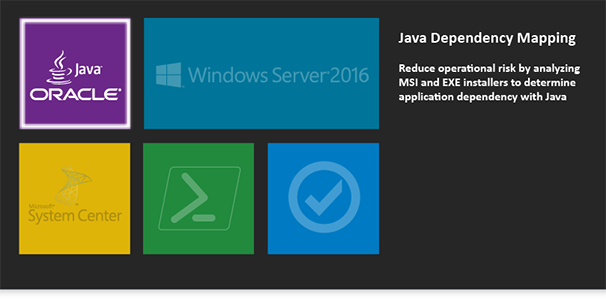 Java
ORACLE
Windows Server 2016
Microsoft
System Center
Java Dependency Mapping
Reduce operational risk by analyzing
MSI and EXE installers to determine
application dependency with Java